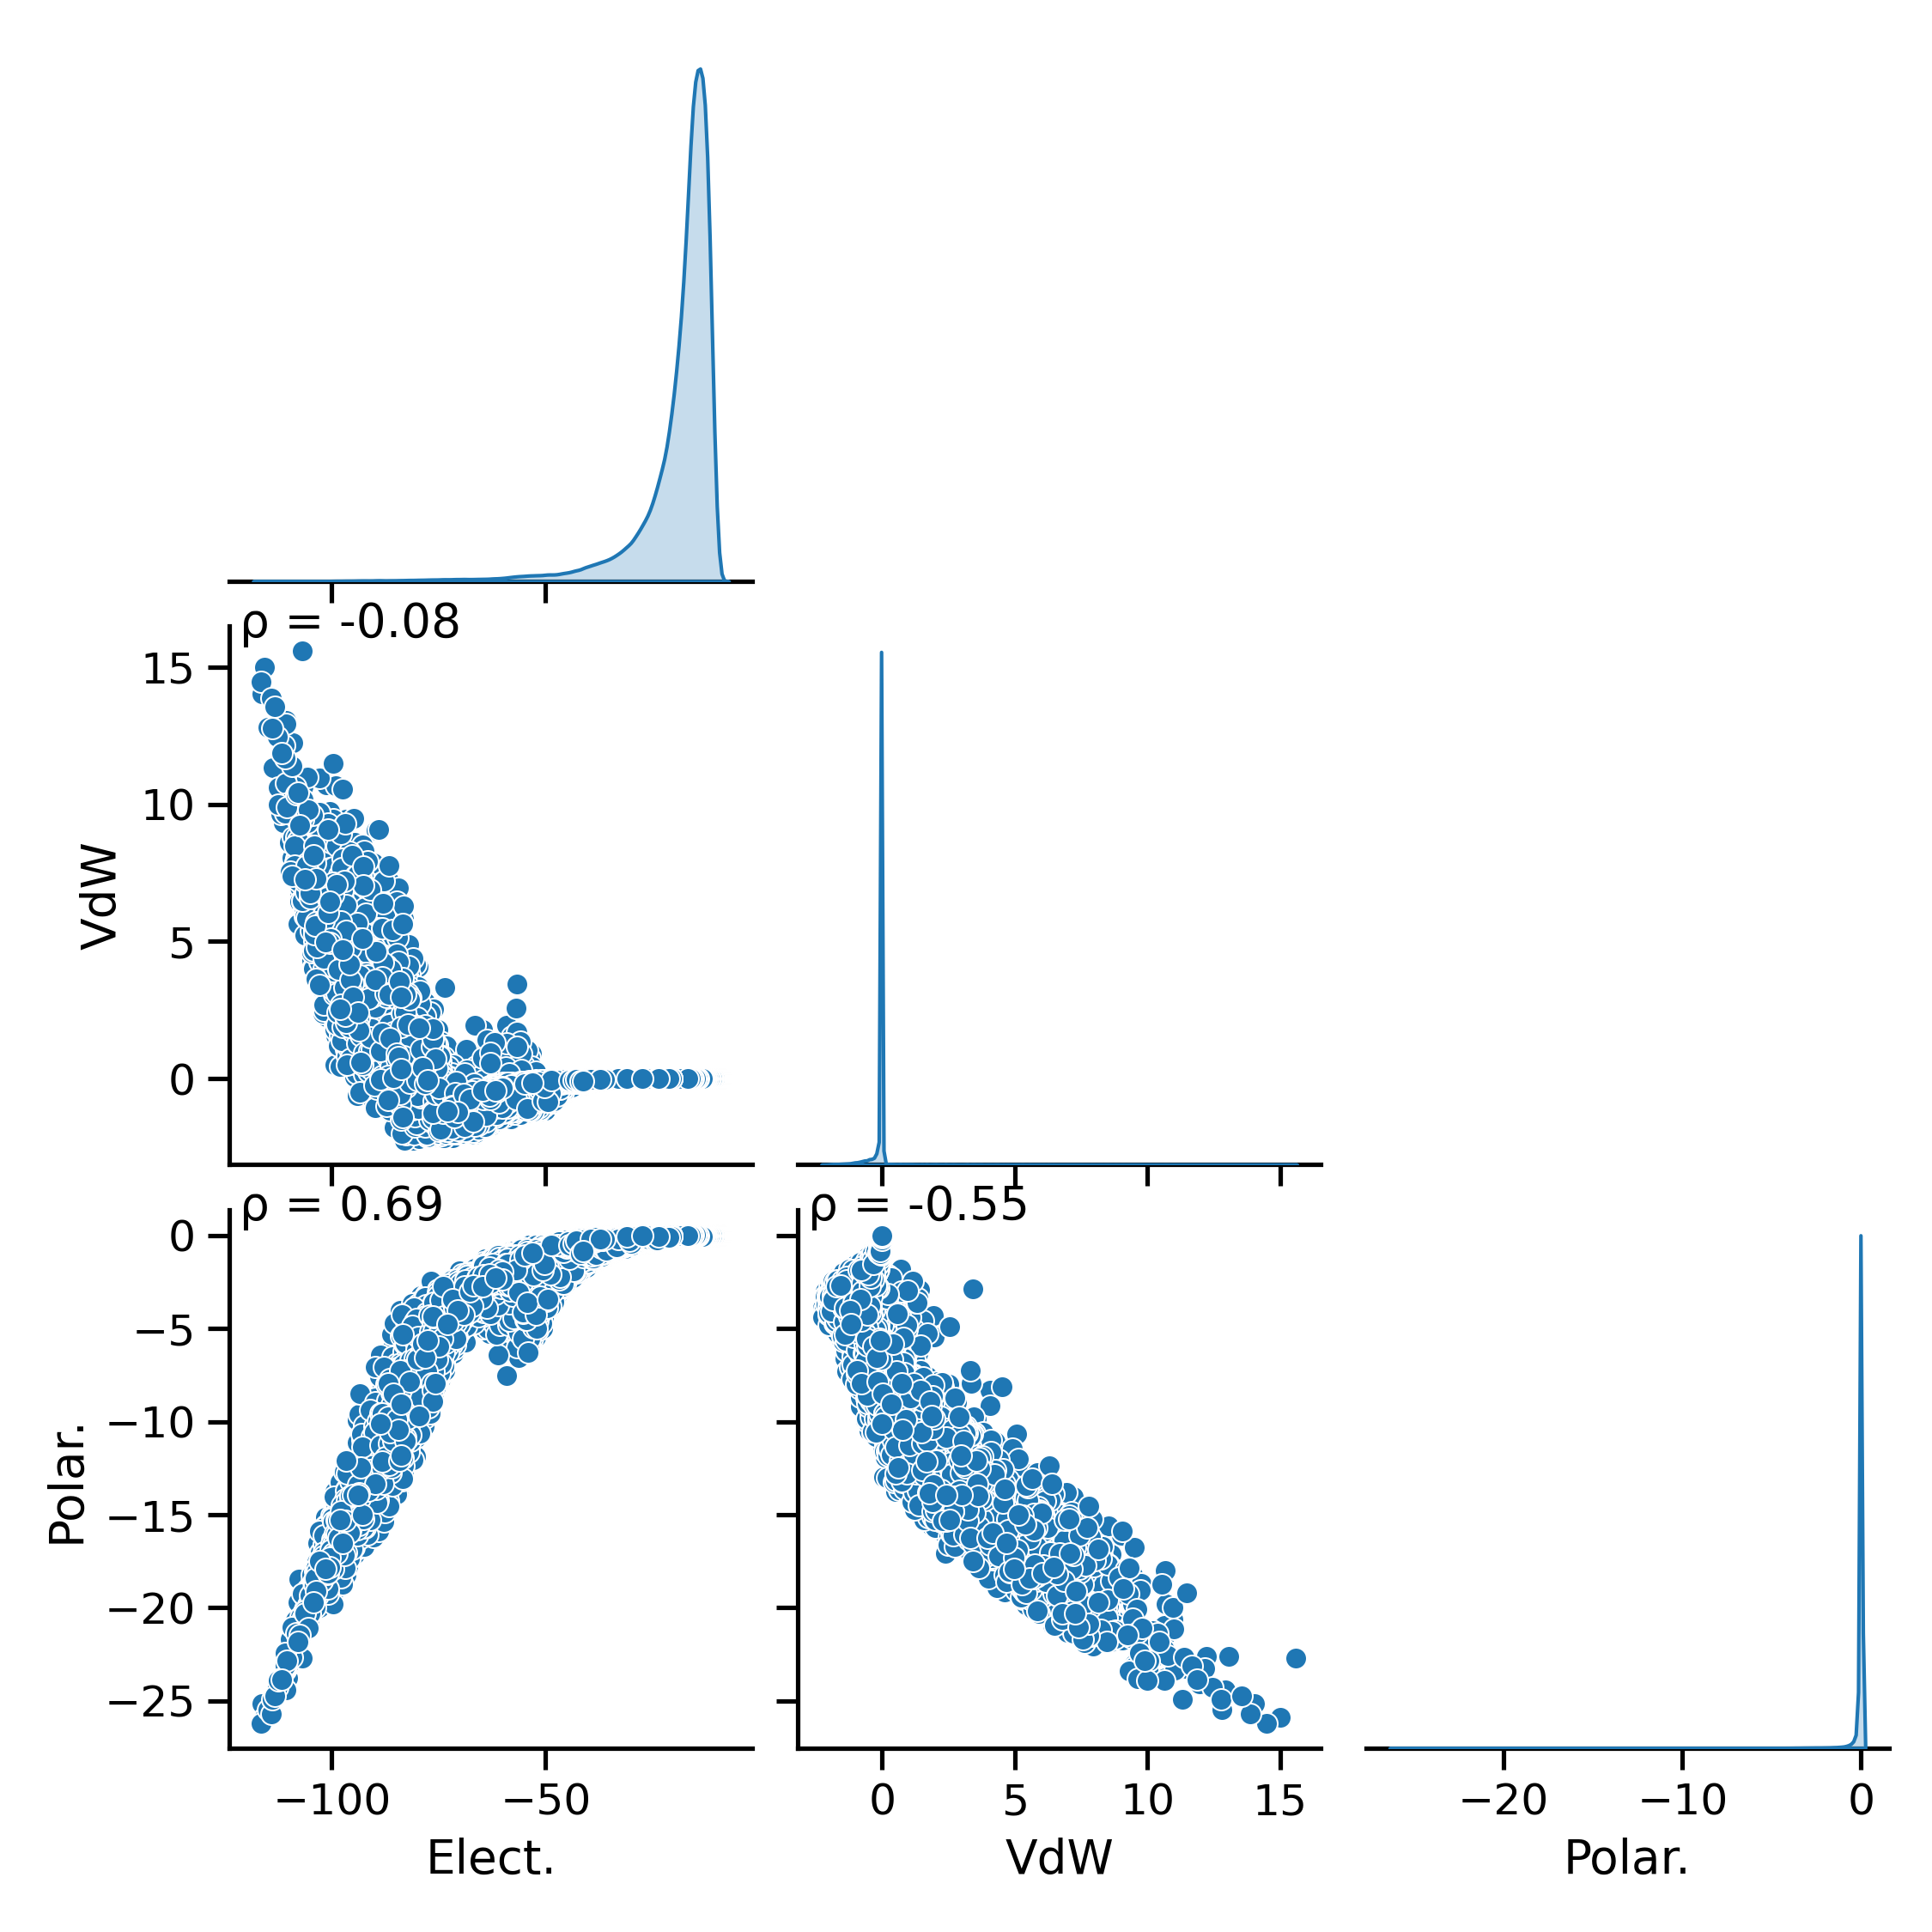 ρ = -0.08
15
10
5
0
VdW
ρ = 0.69
ρ = -0.55
0
−5
−10
−15
−20
−25
Polar.
−100 −50
0 5 10 15
−20 −10 0
Elect.
VdW
Polar.